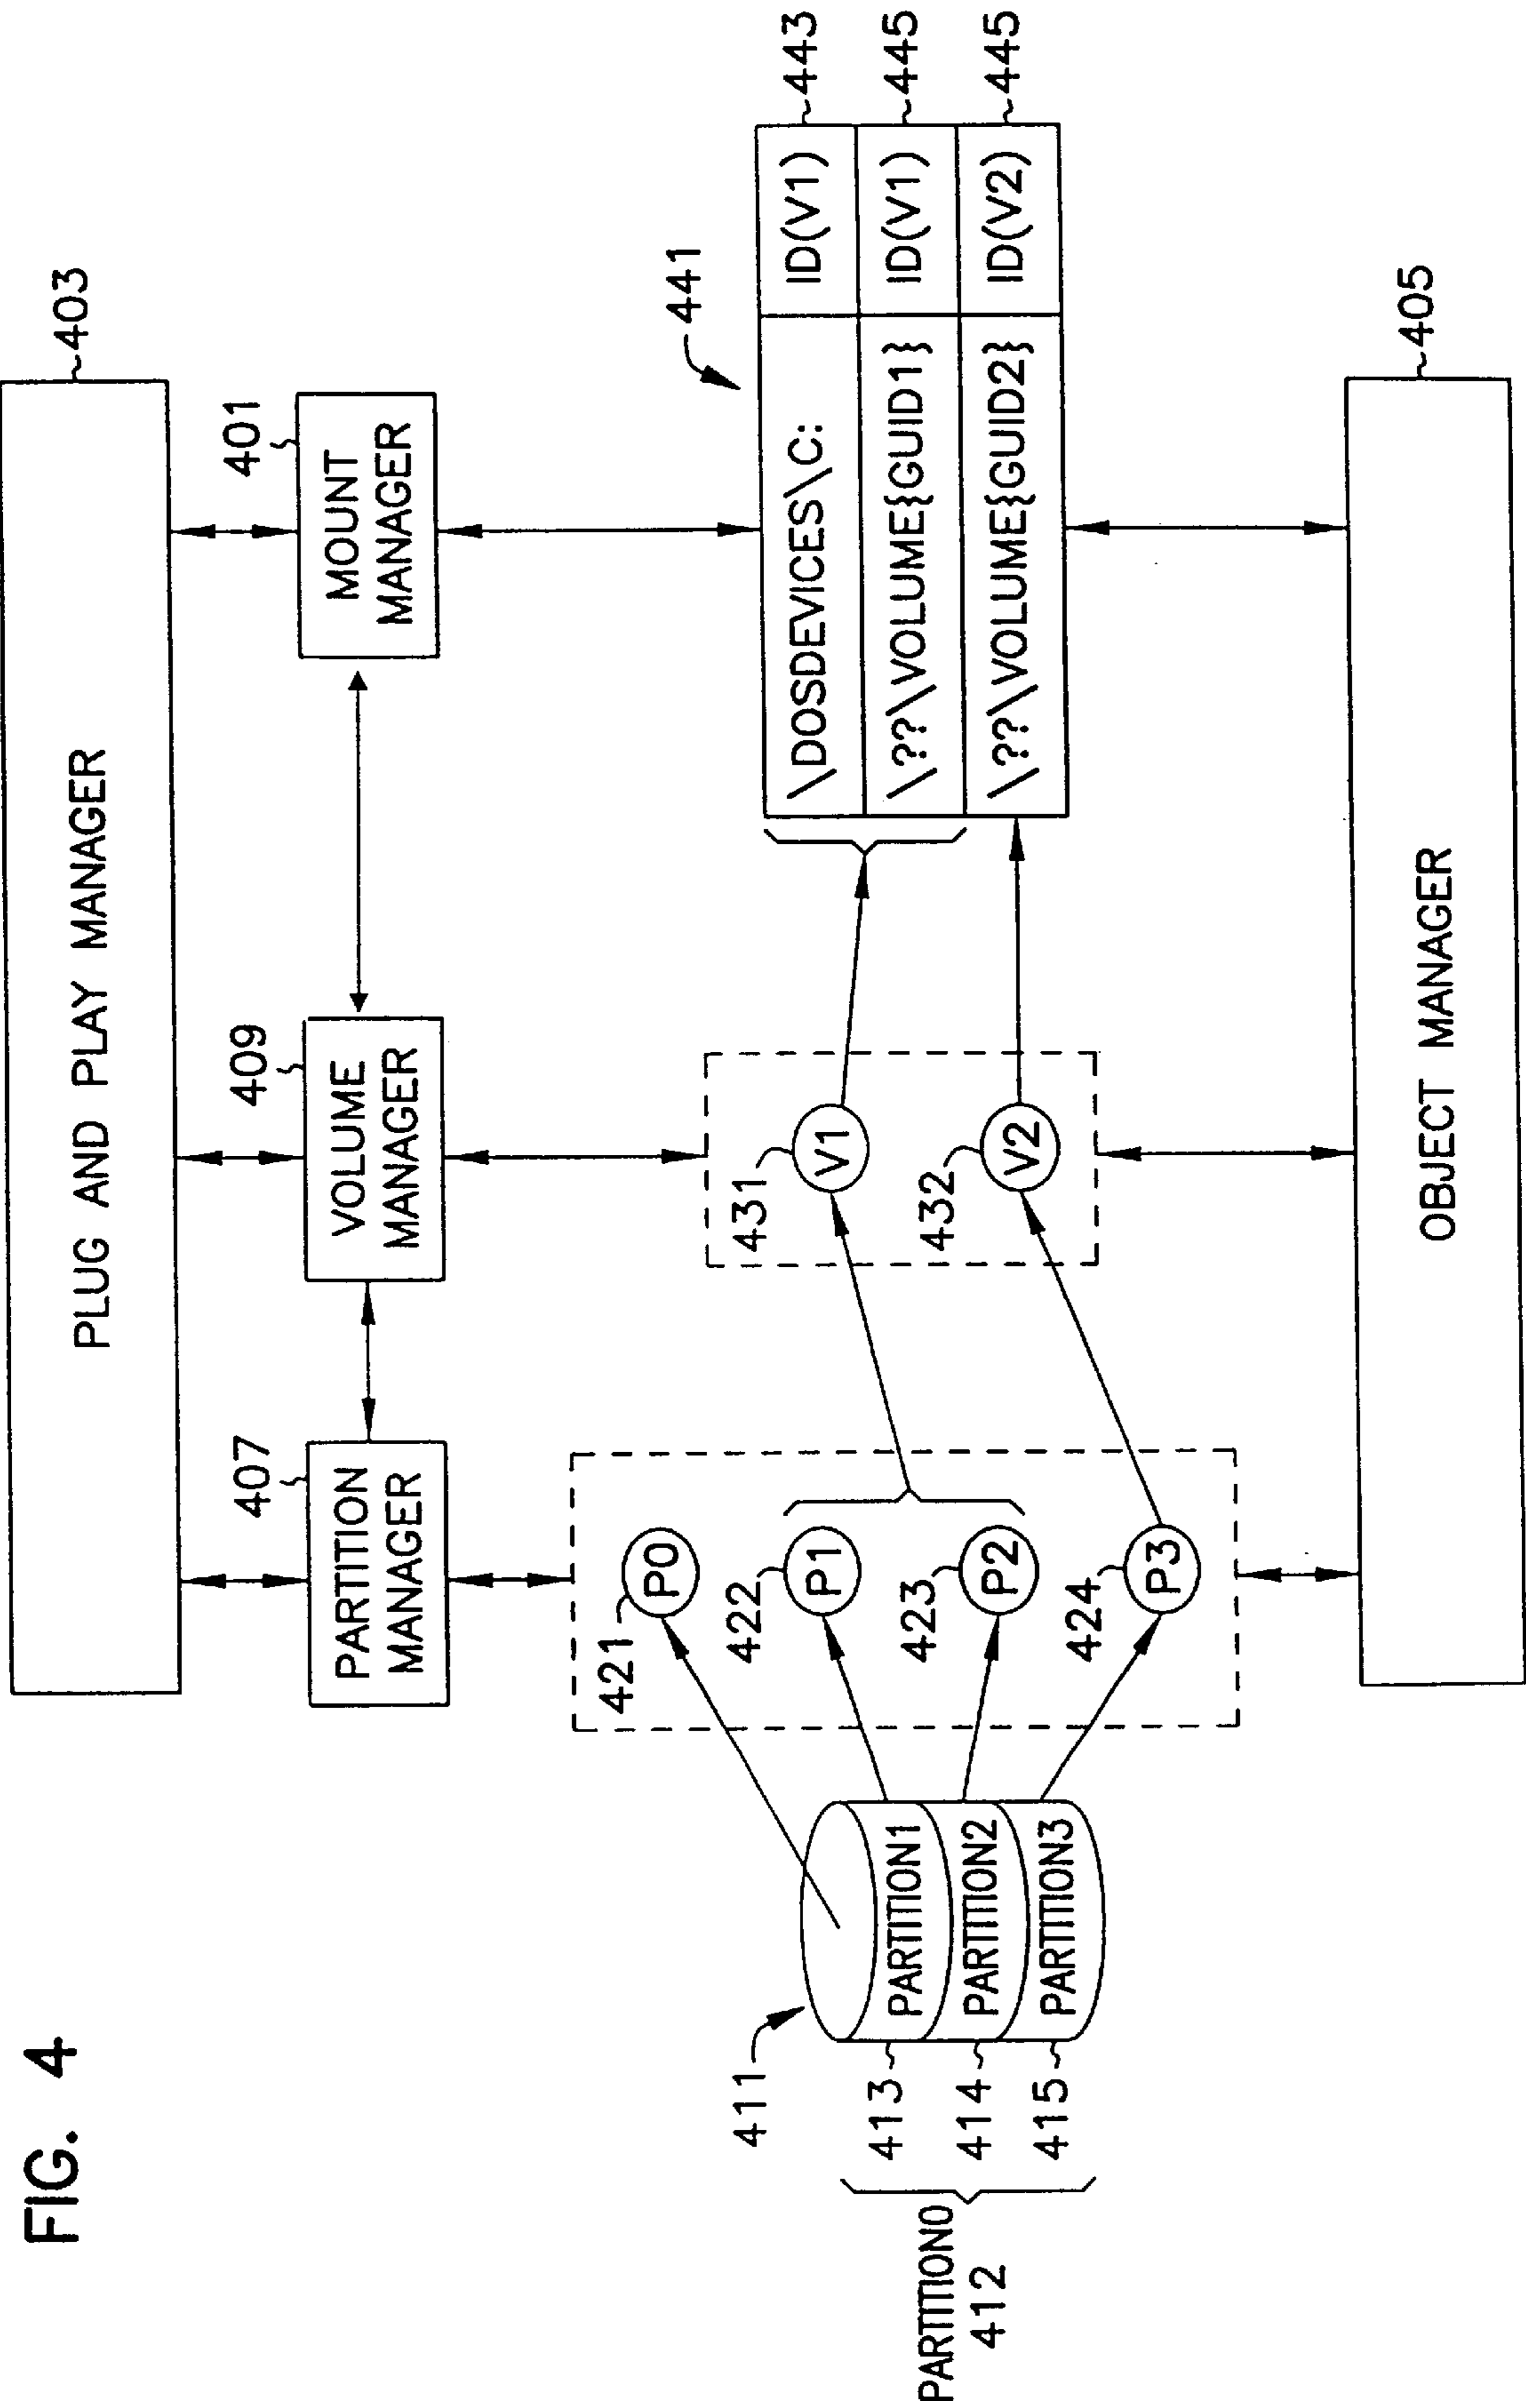 FIG. 4
PLUG AND PLAY MANAGER
403
407
PARTITION
MANAGER
409
VOLUME
MANAGER
401
MOUNT
MANAGER
411
413
PARTITION1
414
PARTITION2
415
PARTITION3
PARTITION0
412
421
P0
422
P1
423
P2
424
P3
431
V1
432
V2
441
\DOSDEVICES\C: ID(V1) 443
\??\VOLUME{GUID1} ID(V1) 445
\??\VOLUME{GUID2} ID(V2) 445
OBJECT MANAGER
405